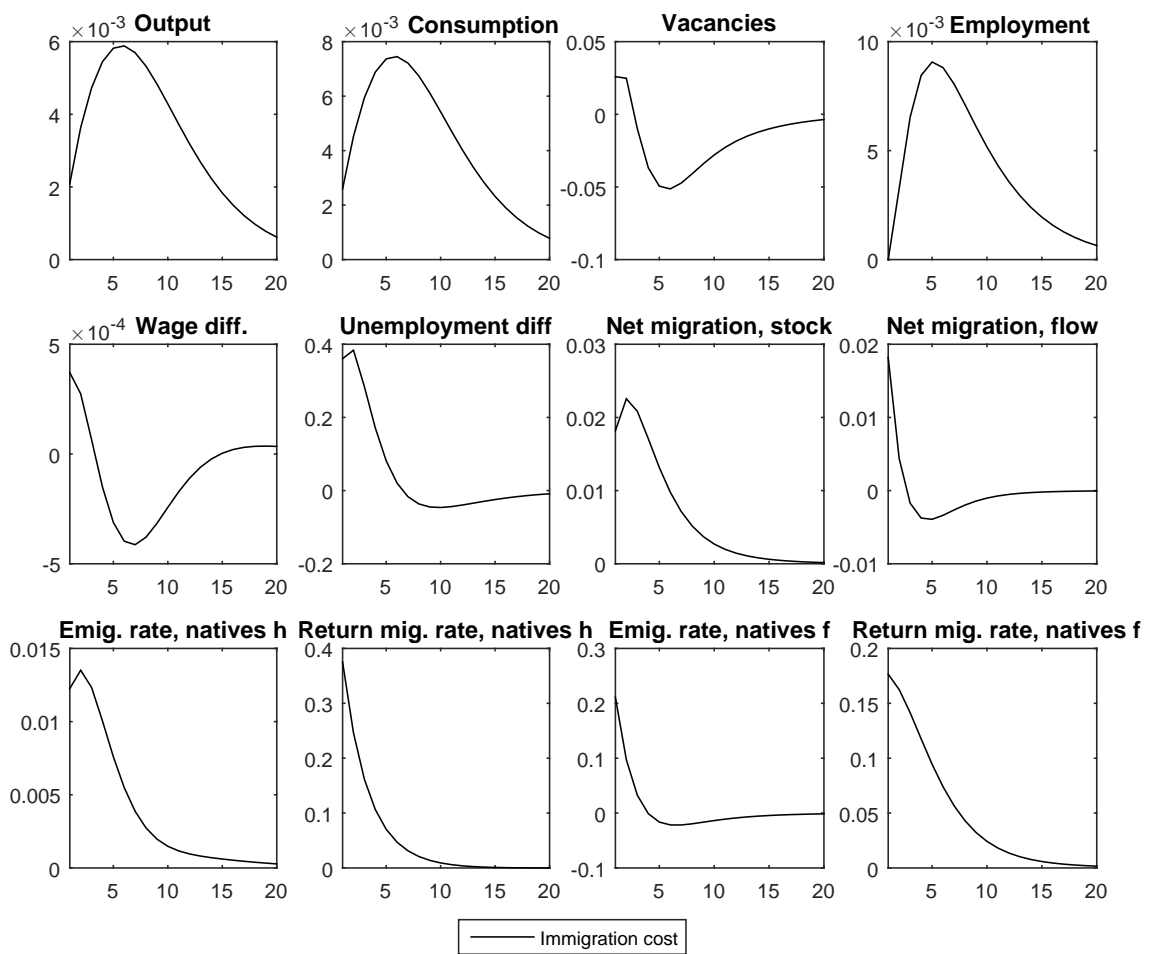 ×10-3 Output
×10-3 Consumption
Vacancies
×10-3 Employment
6
4
2
0
5 10 15 20
8
6
4
2
0
5 10 15 20
0.05
0
-0.05
-0.1
5 10 15 20
10
5
0
5 10 15 20
×10-4 Wage diff.
Unemployment diff
Net migration, stock
Net migration, flow
5
0
-5
5 10 15 20
0.4
0.2
0
-0.2
5 10 15 20
0.03
0.02
0.01
0
5 10 15 20
0.02
0.01
0
-0.01
5 10 15 20
Emig. rate, natives h
Return mig. rate, natives h
Emig. rate, natives f
Return mig. rate, natives f
0.015
0.01
0.005
0
5 10 15 20
0.4
0.3
0.2
0.1
0
5 10 15 20
0.3
0.2
0.1
0
-0.1
5 10 15 20
0.2
0.15
0.1
0.05
0
5 10 15 20
Immigration cost